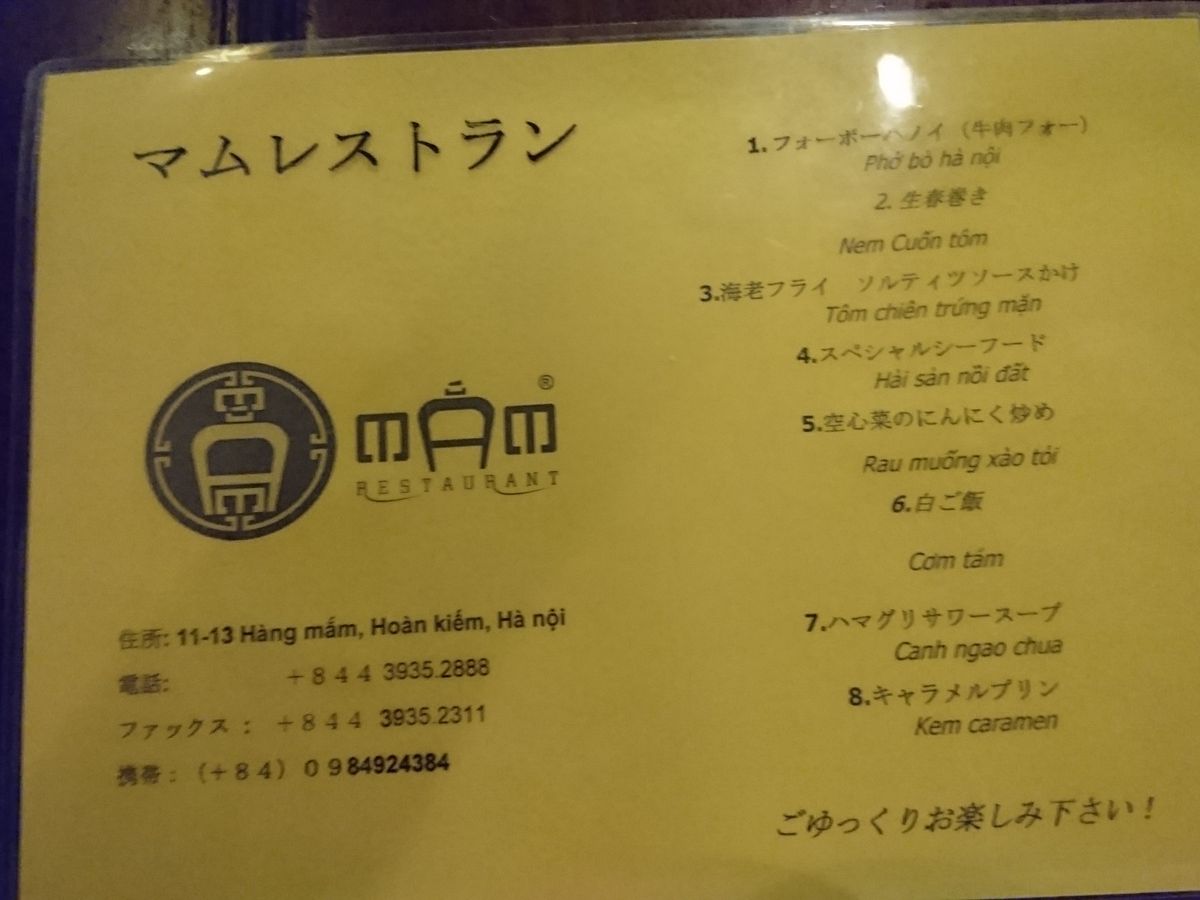 マムレストラン
mÂm®
RESTAURANT
住所: 11-13 Hàng mắm, Hoàn kiếm, Hà nội
電話: +８４４ 3935.2888
ファックス： +８４４ 3935.2311
携帯：（+８４）０９84924384
1.フォーボーハノイ（牛肉フォー）
Phở bò hà nội
2. 生春巻き
Nem Cuốn tôm
3.海老フライ　ソルティツソースかけ
Tôm chiên trứng mặn
4.スペシャルシーフード
Hải sản nồi đất
5.空心菜のにんにく炒め
Rau muống xào tỏi
6.白ご飯
Cơm tám
7.ハマグリサワースープ
Canh ngao chua
8.キャラメルプリン
Kem caramen
ごゆっくりお楽しみ下さい！